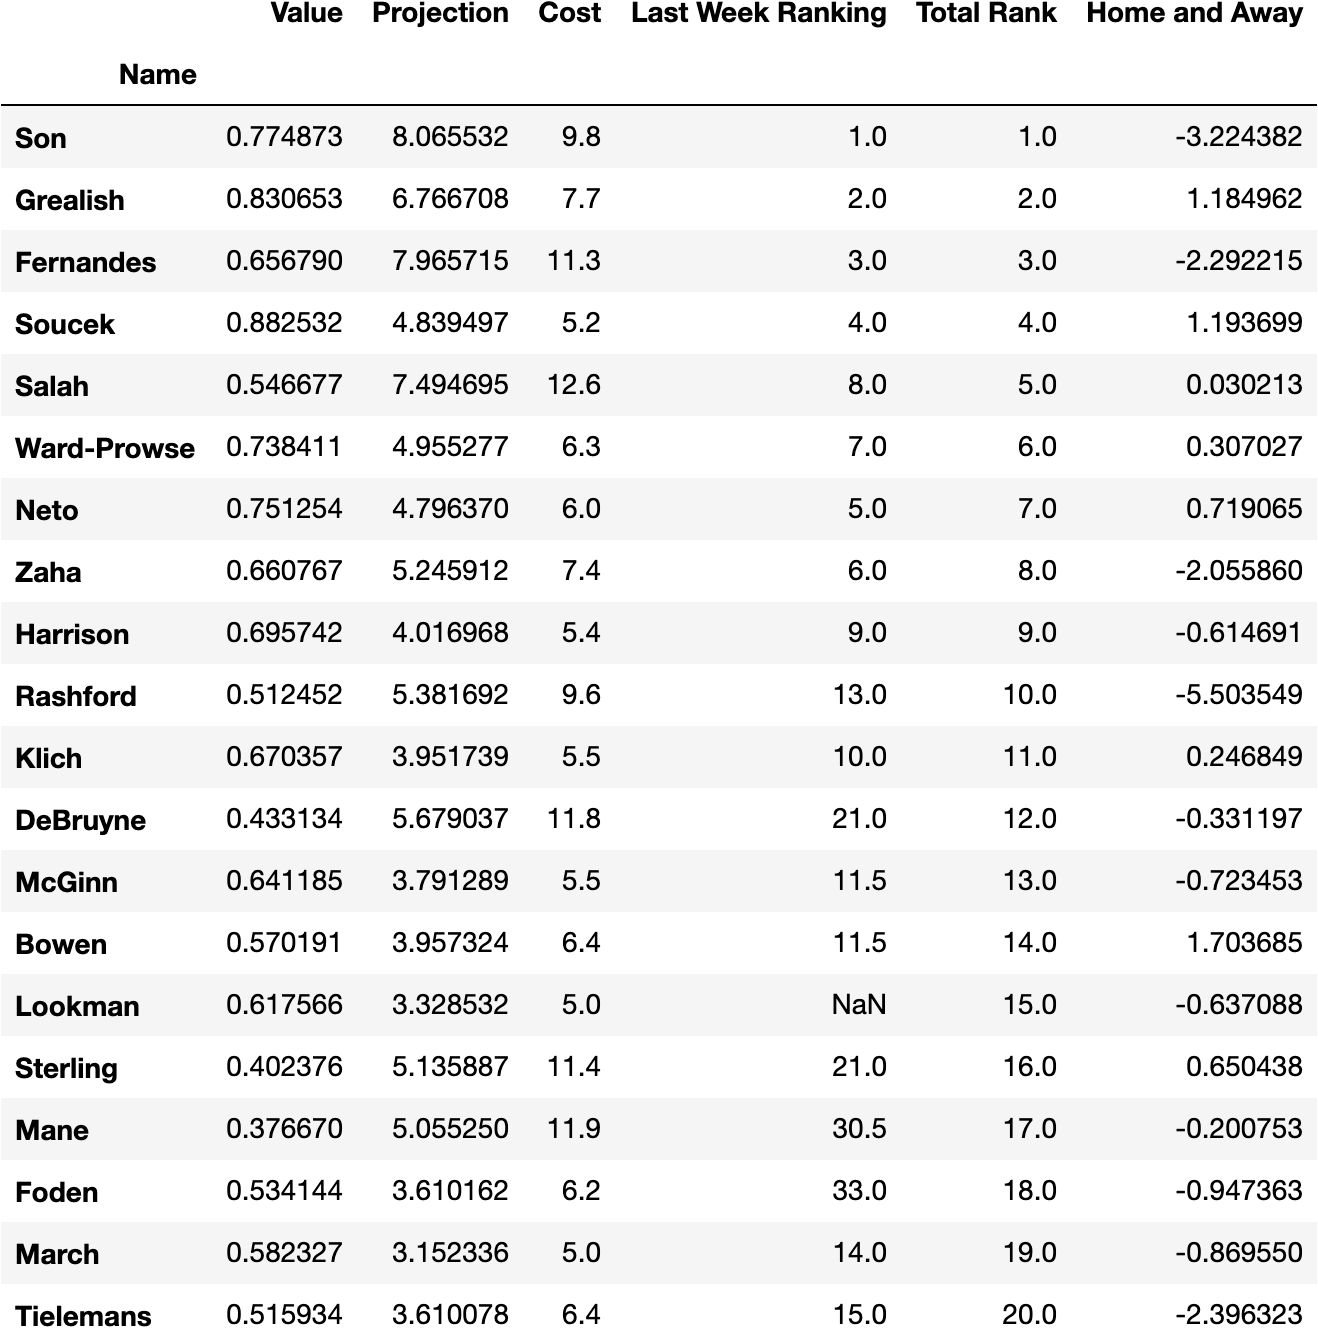 Value Projection Cost Last Week Ranking Total Rank Home and Away
Name
Son 0.774873 8.065532 9.8 1.0 1.0 -3.224382
Grealish 0.830653 6.766708 7.7 2.0 2.0 1.184962
Fernandes 0.656790 7.965715 11.3 3.0 3.0 -2.292215
Soucek 0.882532 4.839497 5.2 4.0 4.0 1.193699
Salah 0.546677 7.494695 12.6 8.0 5.0 0.030213
Ward-Prowse 0.738411 4.955277 6.3 7.0 6.0 0.307027
Neto 0.751254 4.796370 6.0 5.0 7.0 0.719065
Zaha 0.660767 5.245912 7.4 6.0 8.0 -2.055860
Harrison 0.695742 4.016968 5.4 9.0 9.0 -0.614691
Rashford 0.512452 5.381692 9.6 13.0 10.0 -5.503549
Klich 0.670357 3.951739 5.5 10.0 11.0 0.246849
DeBruyne 0.433134 5.679037 11.8 21.0 12.0 -0.331197
McGinn 0.641185 3.791289 5.5 11.5 13.0 -0.723453
Bowen 0.570191 3.957324 6.4 11.5 14.0 1.703685
Lookman 0.617566 3.328532 5.0 NaN 15.0 -0.637088
Sterling 0.402376 5.135887 11.4 21.0 16.0 0.650438
Mane 0.376670 5.055250 11.9 30.5 17.0 -0.200753
Foden 0.534144 3.610162 6.2 33.0 18.0 -0.947363
March 0.582327 3.152336 5.0 14.0 19.0 -0.869550
Tielemans 0.515934 3.610078 6.4 15.0 20.0 -2.396323